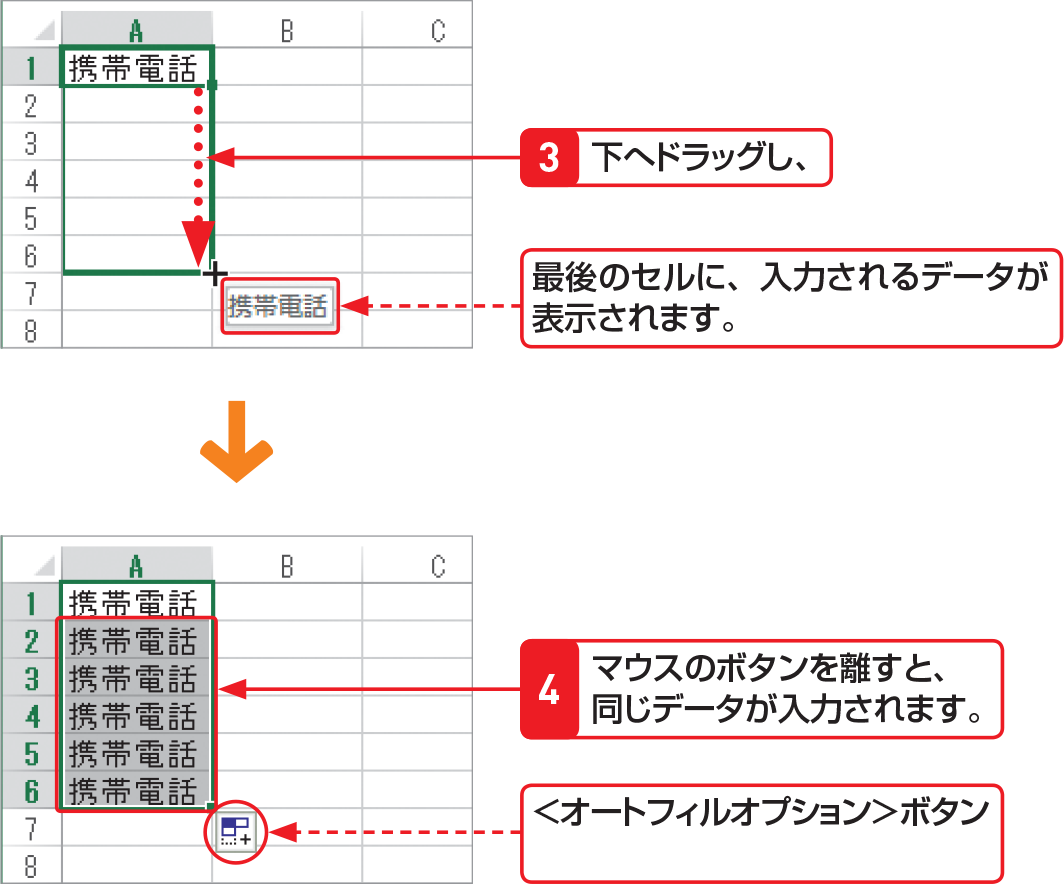 A B C
1 携帯電話
2
3
4
5
6
7
8
携帯電話
3 下へドラッグし、
最後のセルに、入力されるデータが
表示されます。
A B C
1 携帯電話
2 携帯電話
3 携帯電話
4 携帯電話
5 携帯電話
6 携帯電話
7
8
4 マウスのボタンを離すと、
同じデータが入力されます。
<オートフィルオプション>ボタン